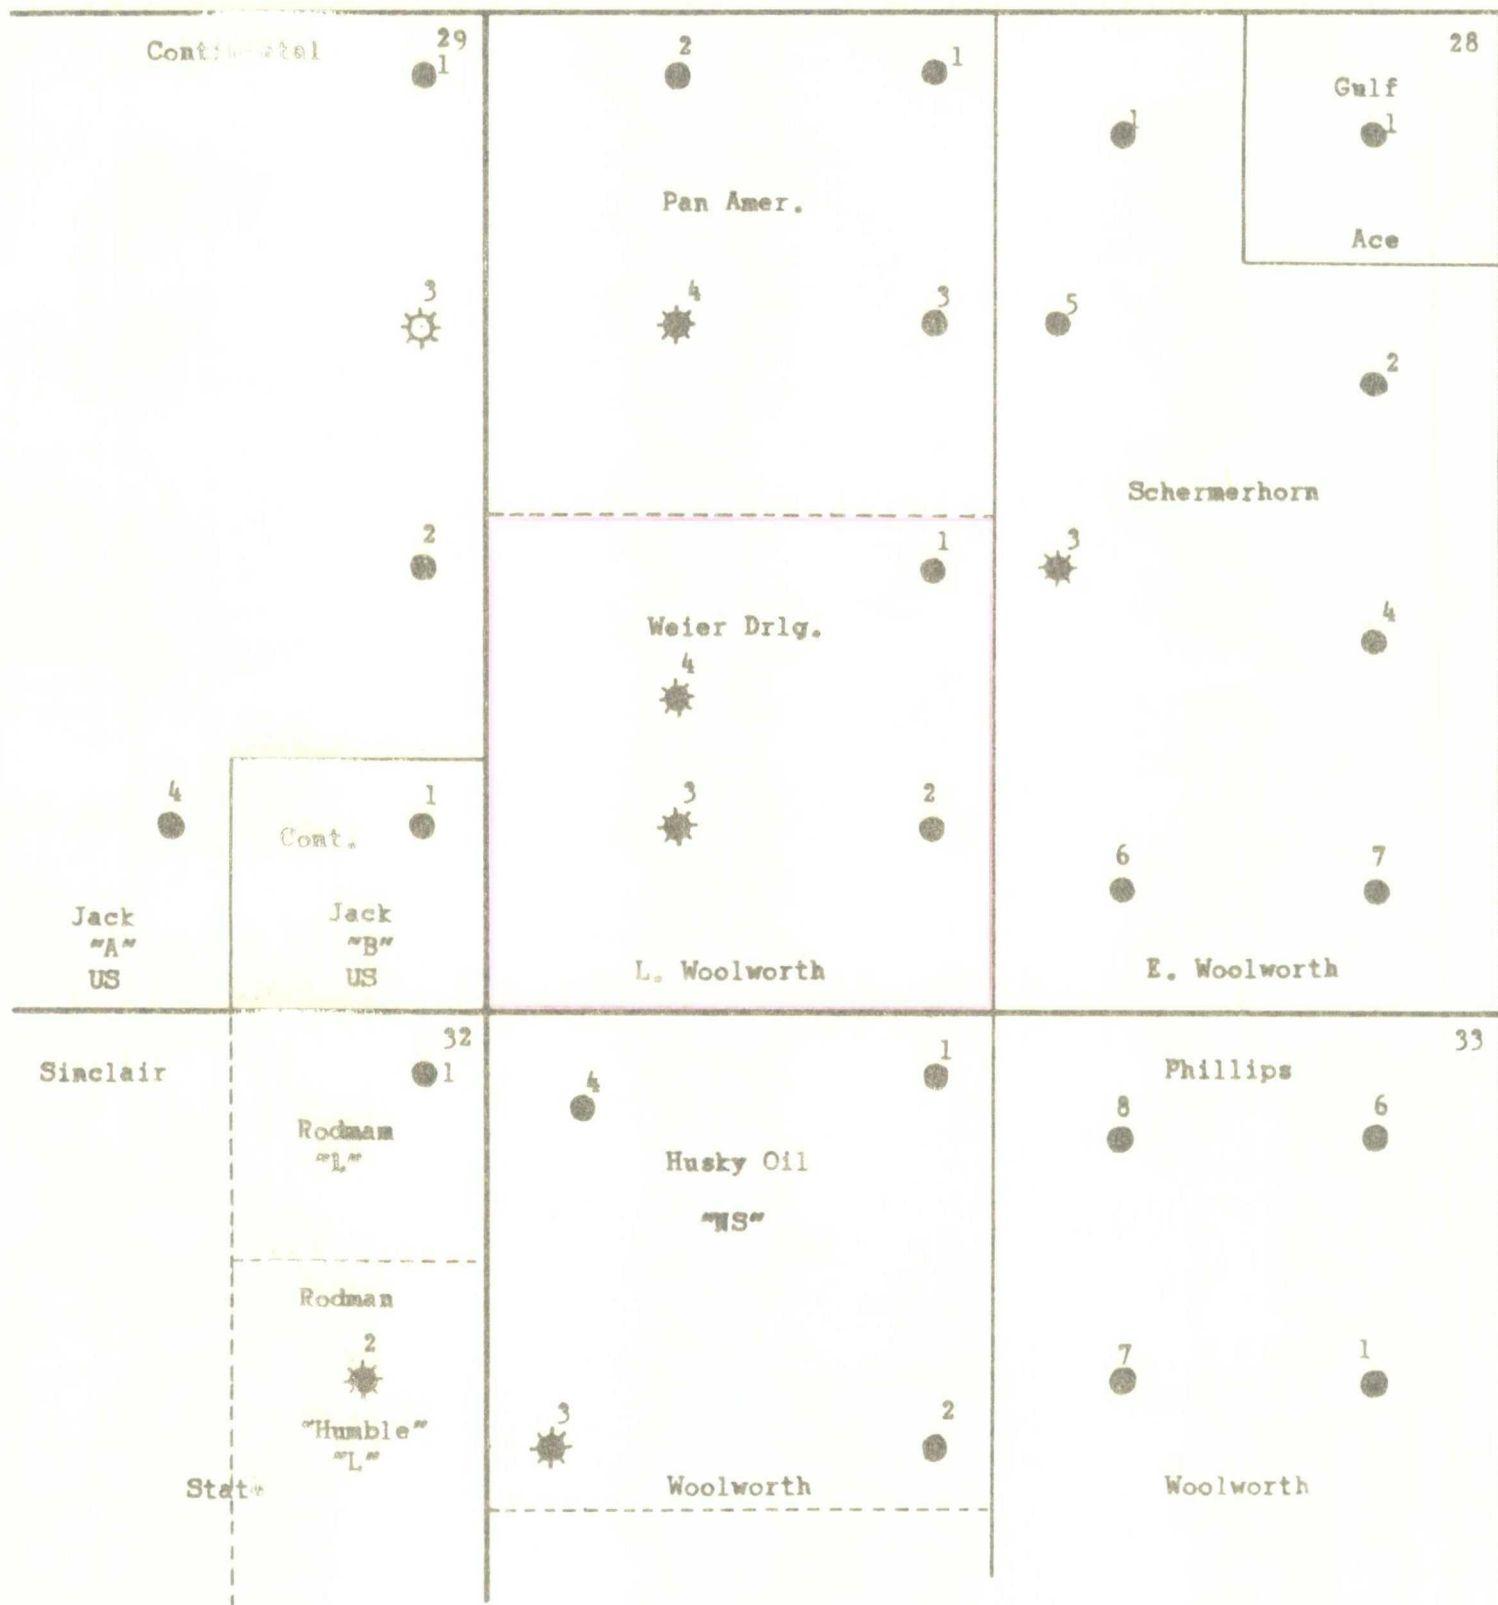 Continental
29
1
3
2
4
Jack
"A"
US
Cont.
1
Jack
"B"
US
2
1
Pan Amer.
4
3
1
Weier Drlg.
4
3
2
L. Woolworth
28
Gulf
1
Ace
1
5
2
Schermerhorn
3
4
6
7
E. Woolworth
Sinclair
State
32
1
Rodman
"L"
Rodman
2
"Humble"
"L"
1
4
Husky Oil
3
2
Woolworth
33
Phillips
8
6
7
1
Woolworth